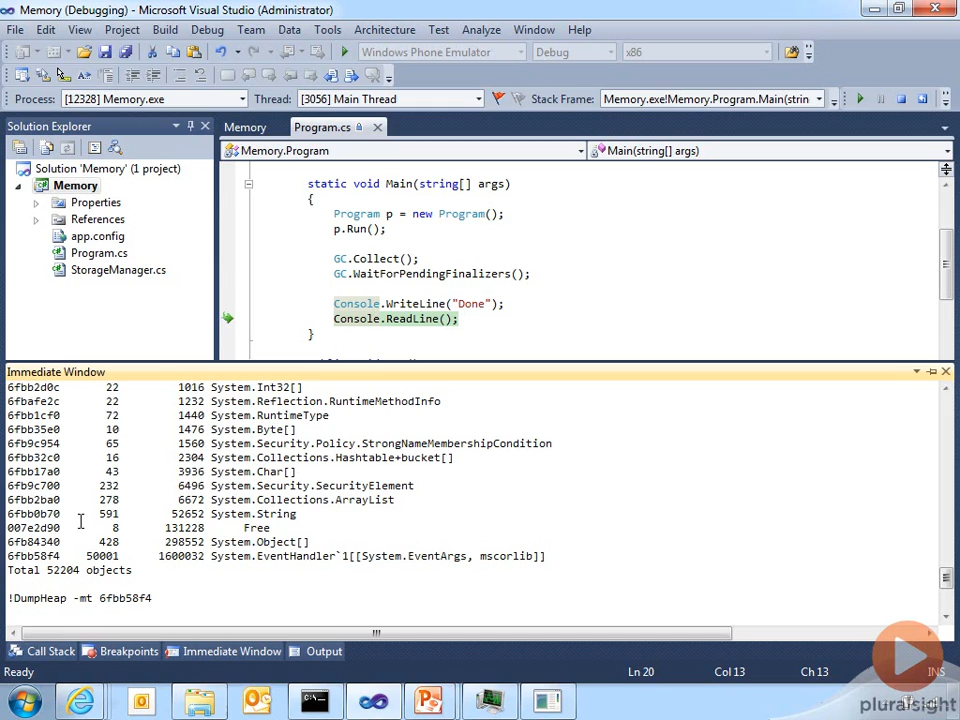 Memory (Debugging) - Microsoft Visual Studio (Administrator)
File Edit View Project Build Debug Team Data Tools Architecture Test Analyze Window Help
Windows Phone Emulator Debug x86
Process: [12328] Memory.exe Thread: [3056] Main Thread Stack Frame: Memory.exe!Memory.Program.Main(strin
Solution Explorer
Memory Program.cs
Memory.Program Main(string[] args)
Solution 'Memory' (1 project)
Memory
Properties
References
app.config
Program.cs
StorageManager.cs
static void Main(string[] args)
{
Program p = new Program();
p.Run();
GC.Collect();
GC.WaitForPendingFinalizers();
Console.WriteLine("Done");
Console.ReadLine();
}
Immediate Window
6fbb2d0c 22 1016 System.Int32[]
6fbafe2c 22 1232 System.Reflection.RuntimeMethodInfo
6fbb1cf0 72 1440 System.RuntimeType
6fbb35e0 10 1476 System.Byte[]
6fb9c954 65 1560 System.Security.Policy.StrongNameMembershipCondition
6fbb32c0 16 2304 System.Collections.Hashtable+bucket[]
6fbb17a0 43 3936 System.Char[]
6fb9c700 232 6496 System.Security.SecurityElement
6fbb2ba0 278 6672 System.Collections.ArrayList
6fbb0b70 591 52652 System.String
007e2d90 8 131228 Free
6fb84340 428 298552 System.Object[]
6fbb58f4 50001 1600032 System.EventHandler`1[[System.EventArgs, mscorlib]]
Total 52204 objects
!DumpHeap -mt 6fbb58f4
Call Stack Breakpoints Immediate Window Output
Ready Ln 20 Col 13 Ch 13 INS
pluralsight